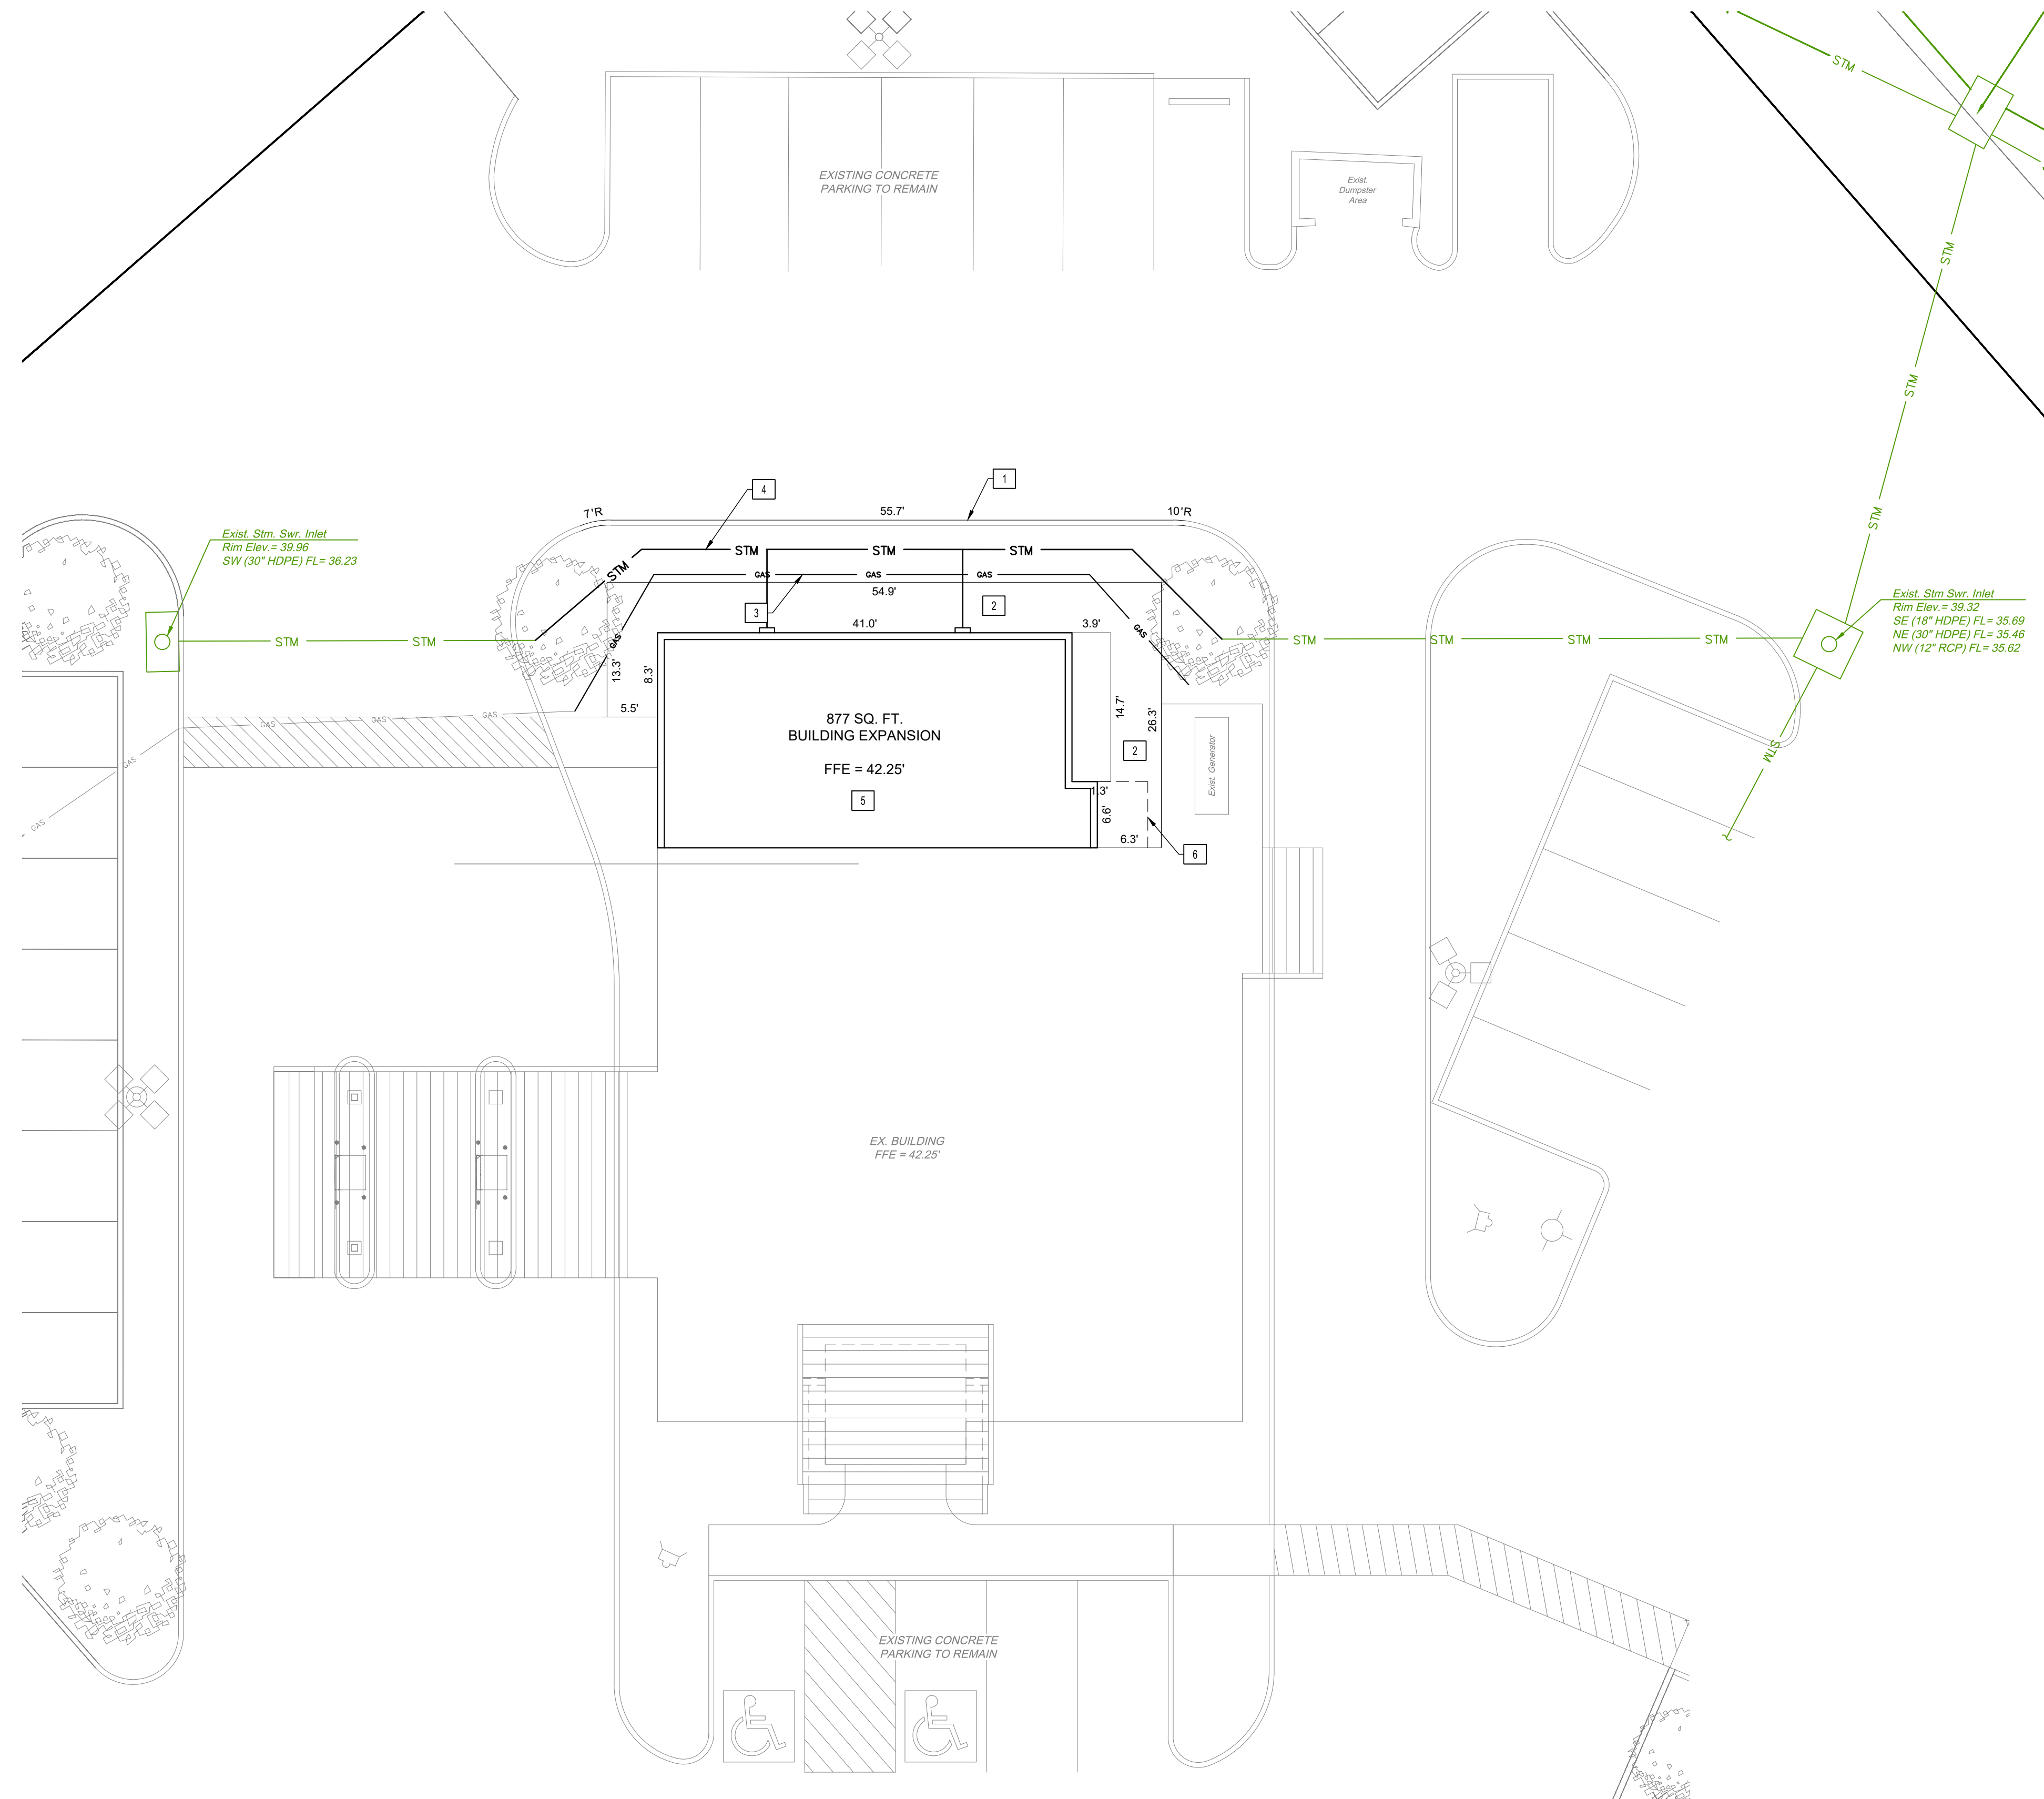 STM
EXISTING CONCRETE
PARKING TO REMAIN
Exist.
Dumpster
Area
STM
STM
STM
1
4
7'R
55.7'
10'R
Exist. Stm. Swr. Inlet
Rim Elev.= 39.96
SW (30" HDPE) FL= 36.23
STM
STM
STM
STM
GAS
GAS
GAS
54.9'
3
2
Exist. Stm Swr. Inlet
Rim Elev.= 39.32
SE (18" HDPE) FL= 35.69
NE (30" HDPE) FL= 35.46
NW (12" RCP) FL= 35.62
41.0'
3.9'
GAS
GAS
STM
STM
STM
STM
STM
STM
13.3'
8.3'
5.5'
14.7'
26.3'
GAS
GAS
GAS
GAS
GAS
877 SQ. FT.
BUILDING EXPANSION
FFE = 42.25'
5
2
Exist. Generator
STM
1.3'
6.6'
6.3'
6
EX. BUILDING
FFE = 42.25'
EXISTING CONCRETE
PARKING TO REMAIN